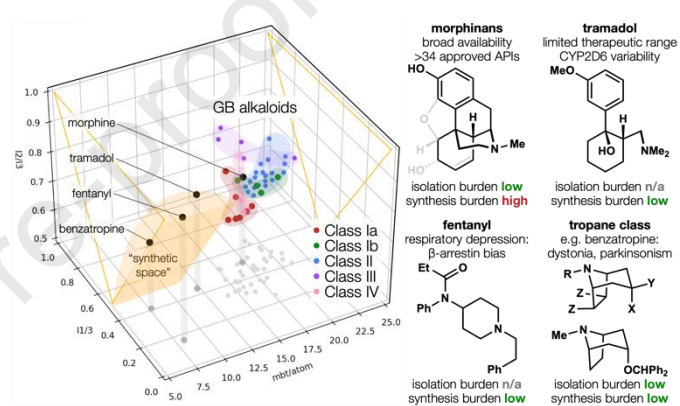 re-proof
GB alkaloids
morphine
tramadol
fentanyl
benzatropine
"synthetic
space"
Class Ia
Class Ib
Class II
Class III
Class IV
I2/I3
1.0
0.9
0.8
0.7
0.6
0.5
I1/3
1.0
0.8
0.6
0.4
0.2
0.0
mbt/atom
5.0
7.5
10.0
12.5
15.0
17.5
20.0
22.5
25.0
morphinans
broad availability
>34 approved APIs
HO
O
H
H
HO
N
Me
isolation burden low
synthesis burden high
tramadol
limited therapeutic range
CYP2D6 variability
MeO
H
HO
NMe2
isolation burden n/a
synthesis burden low
fentanyl
respiratory depression:
β-arrestin bias
Et
O
Ph
N
N
Ph
isolation burden n/a
synthesis burden low
tropane class
e.g. benzatropine:
dystonia, parkinsonism
R
N
Y
Z
Z
X
Me
N
OCHPh2
isolation burden low
synthesis burden low